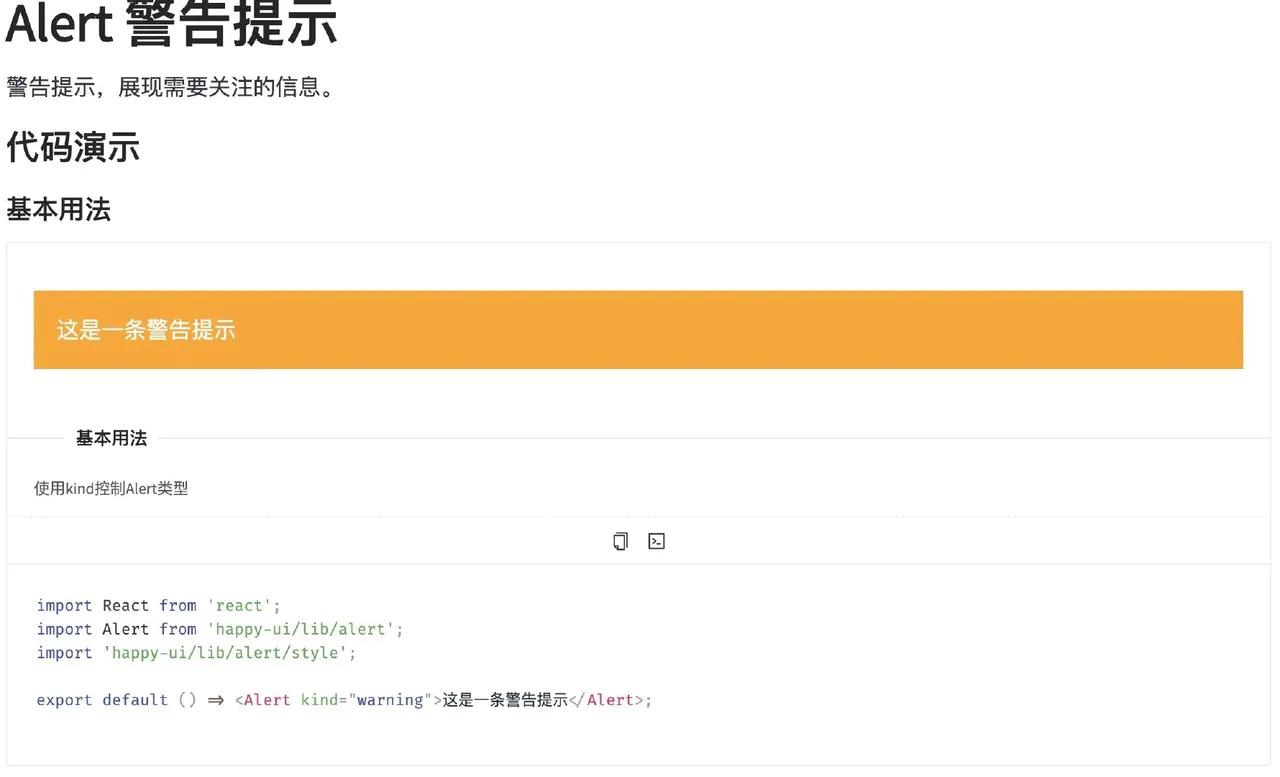 Alert 警告提示
警告提示，展现需要关注的信息。
代码演示
基本用法
这是一条警告提示
基本用法
使用kind控制Alert类型
import React from 'react';
import Alert from 'happy-ui/lib/alert';
import 'happy-ui/lib/alert/style';
export default () => <Alert kind="warning">这是一条警告提示</Alert>;